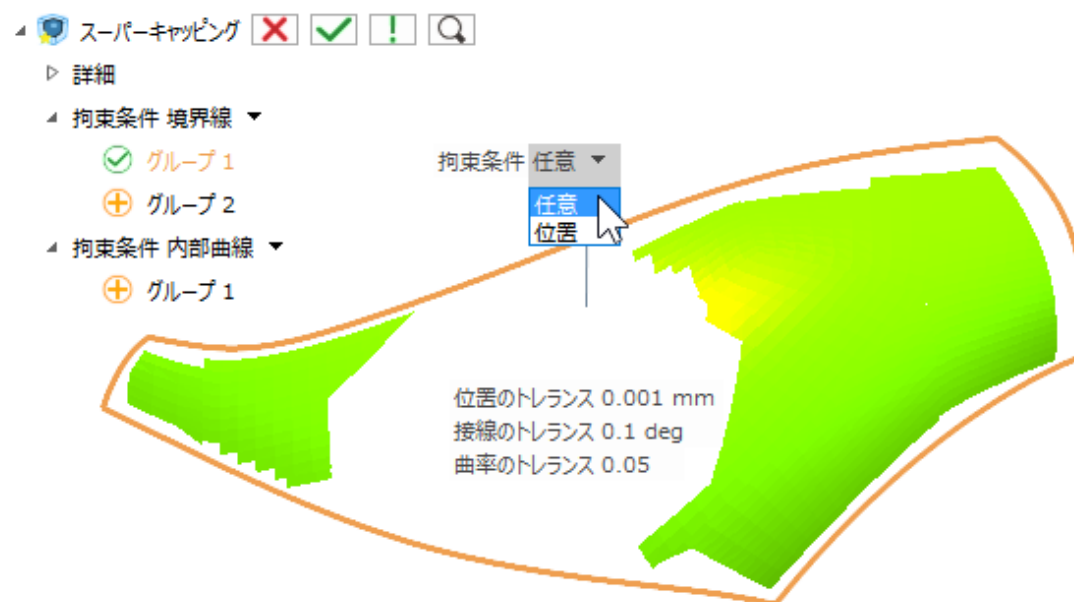 スーパーキャッピング
詳細
拘束条件 境界線
グループ 1
拘束条件 任意
任意
位置
グループ 2
拘束条件 内部曲線
グループ 1
位置のトレランス 0.001 mm
接線のトレランス 0.1 deg
曲率のトレランス 0.05